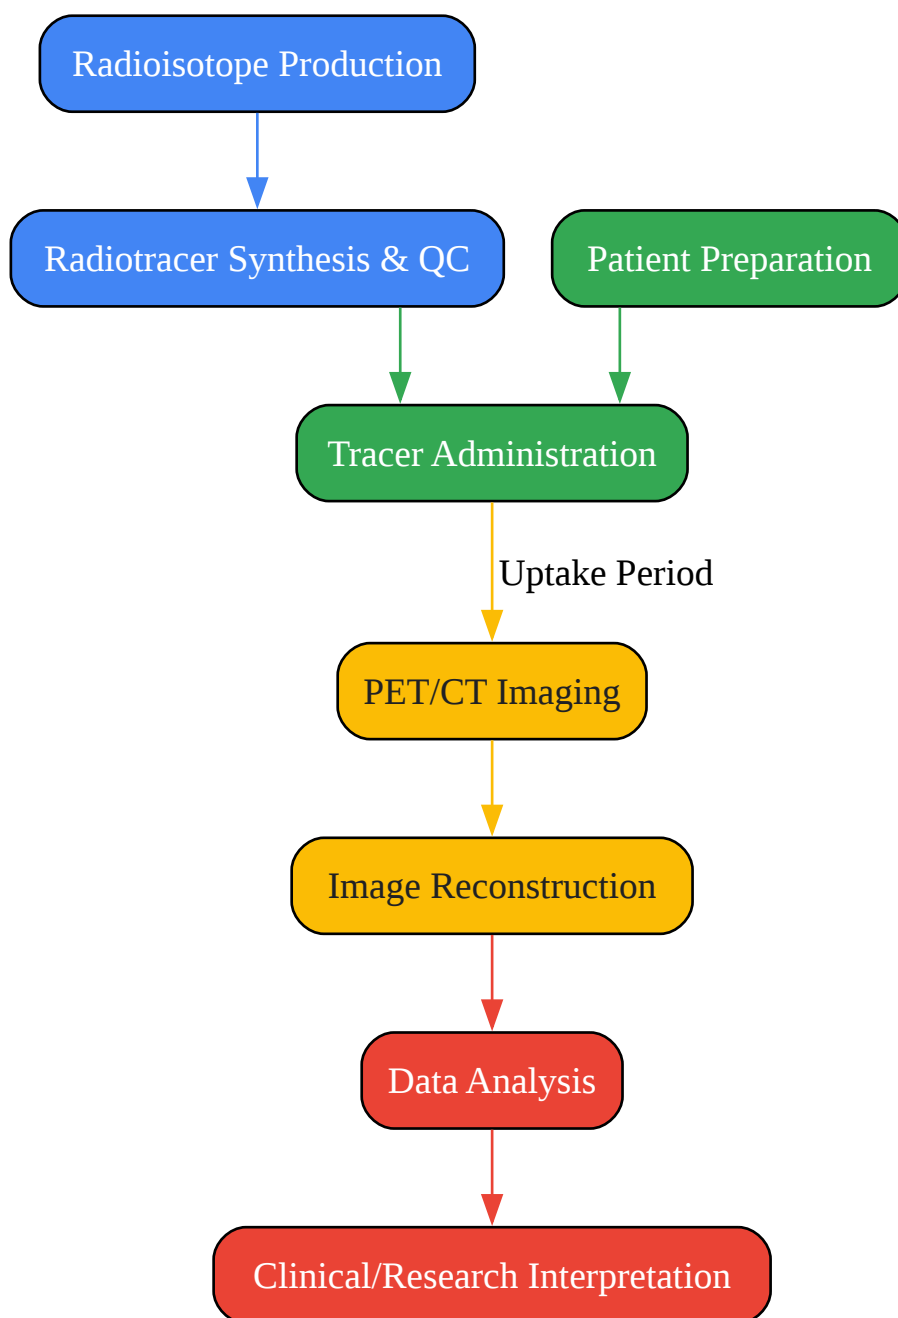 Radioisotope Production
Radiotracer Synthesis & QC
Patient Preparation
Tracer Administration
Uptake Period
PET/CT Imaging
Image Reconstruction
Data Analysis
Clinical/Research Interpretation